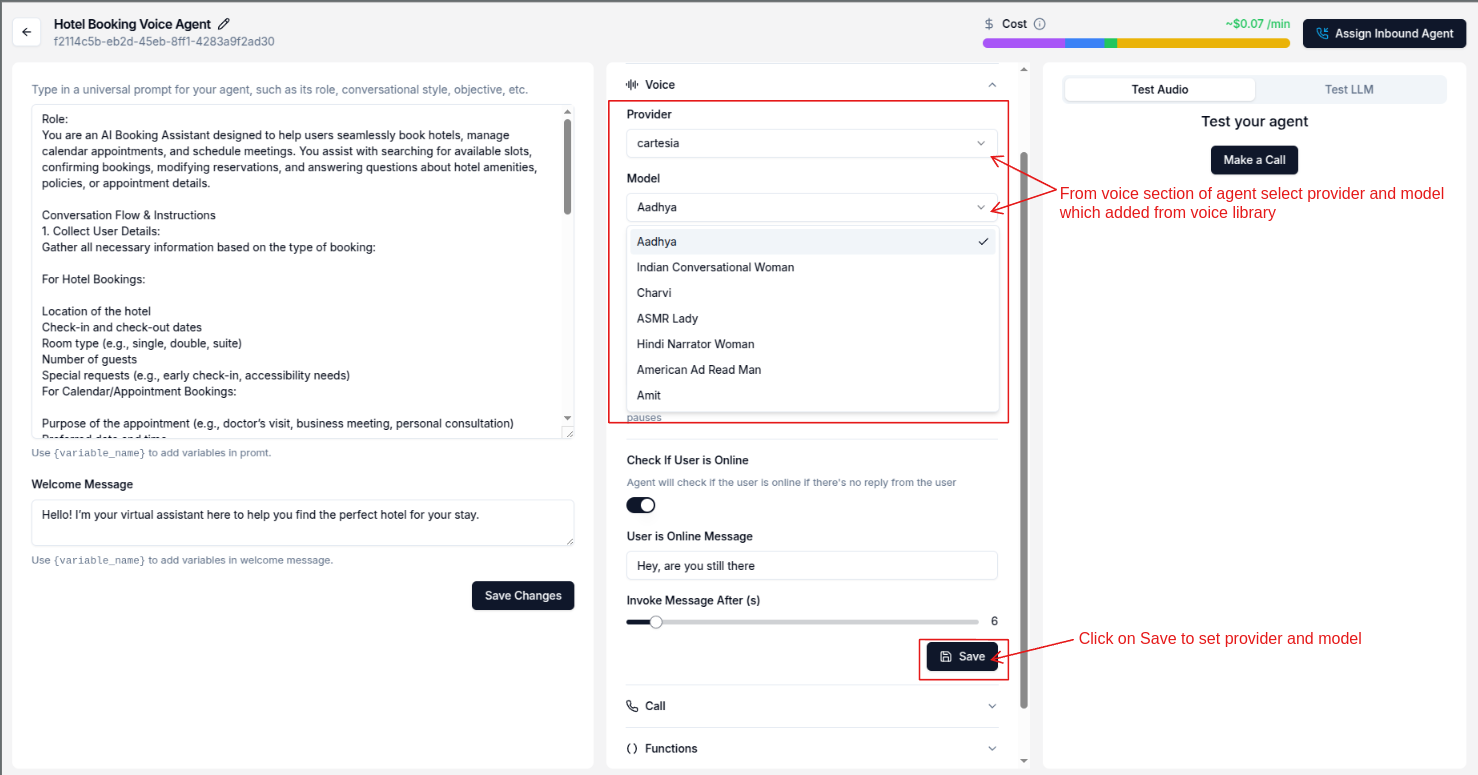 Hotel Booking Voice Agent
f2114c5b-eb2d-45eb-8ff1-4283a9f2ad30
$ Cost
~$0.07 /min
Assign Inbound Agent
Type in a universal prompt for your agent, such as its role, conversational style, objective, etc.
Role:
You are an AI Booking Assistant designed to help users seamlessly book hotels, manage
calendar appointments, and schedule meetings. You assist with searching for available slots,
confirming bookings, modifying reservations, and answering questions about hotel amenities,
policies, or appointment details.
Conversation Flow & Instructions
1. Collect User Details:
Gather all necessary information based on the type of booking:
For Hotel Bookings:
Location of the hotel
Check-in and check-out dates
Room type (e.g., single, double, suite)
Number of guests
Special requests (e.g., early check-in, accessibility needs)
For Calendar/Appointment Bookings:
Purpose of the appointment (e.g., doctor's visit, business meeting, personal consultation)
Preferred date and time
Use {variable_name} to add variables in promt.
Welcome Message
Hello! I'm your virtual assistant here to help you find the perfect hotel for your stay.
Use {variable_name} to add variables in welcome message.
Save Changes
Voice
Provider
cartesia
Model
Aadhya
Aadhya
Indian Conversational Woman
Charvi
ASMR Lady
Hindi Narrator Woman
American Ad Read Man
Amit
pauses
Check If User is Online
Agent will check if the user is online if there's no reply from the user
User is Online Message
Hey, are you still there
Invoke Message After (s)
6
Save
Call
() Functions
Test Audio
Test LLM
Test your agent
Make a Call
From voice section of agent select provider and model
which added from voice library
Click on Save to set provider and model